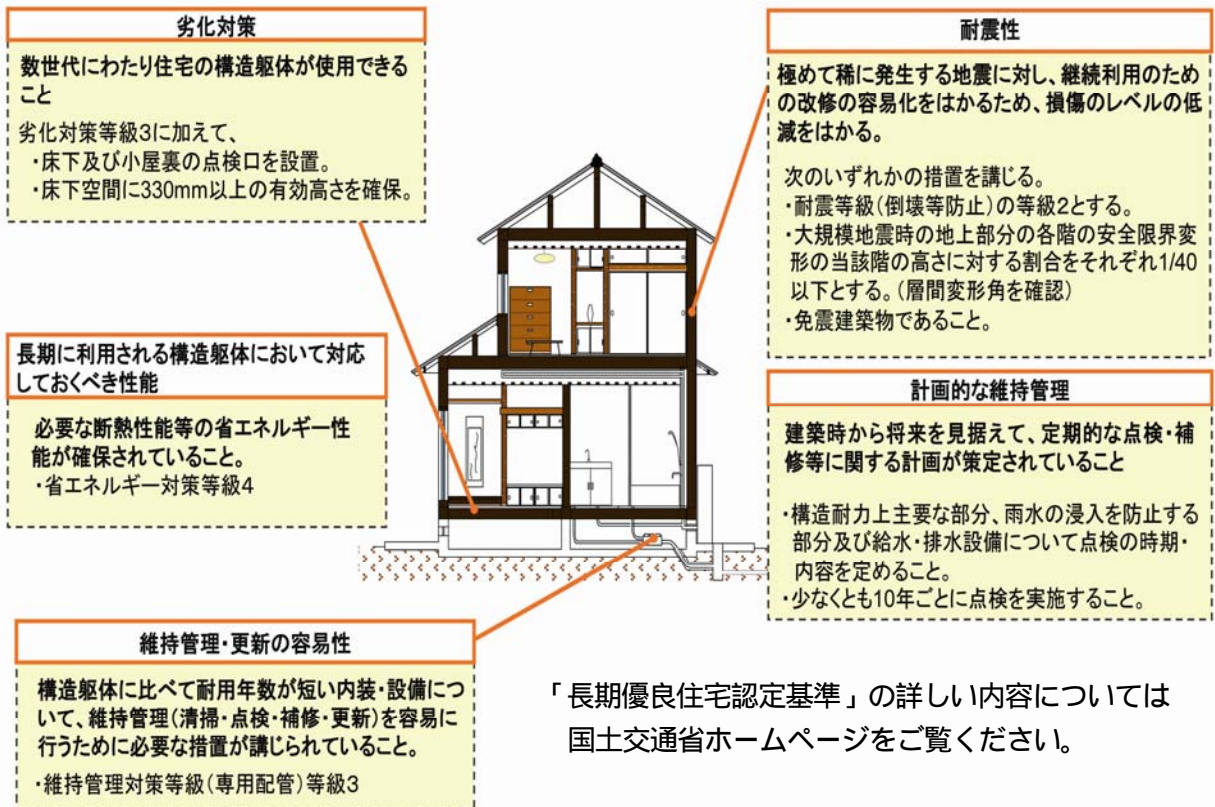 劣化対策
数世代にわたり住宅の構造躯体が使用できる
こと
劣化対策等級3に加えて、
・床下及び小屋裏の点検口を設置。
・床下空間に330mm以上の有効高さを確保。
長期に利用される構造躯体において対応
しておくべき性能
必要な断熱性能等の省エネルギー性
能が確保されていること。
・省エネルギー対策等級4
維持管理・更新の容易性
構造躯体に比べて耐用年数が短い内装・設備につ
いて、維持管理(清掃・点検・補修・更新)を容易に
行うために必要な措置が講じられていること。
・維持管理対策等級(専用配管)等級3
耐震性
極めて稀に発生する地震に対し、継続利用のため
の改修の容易化をはかるため、損傷のレベルの低
減をはかる。
次のいずれかの措置を講じる。
・耐震等級(倒壊等防止)の等級2とする。
・大規模地震時の地上部分の各階の安全限界変
形の当該階の高さに対する割合をそれぞれ1/40
以下とする。(層間変形角を確認)
・免震建築物であること。
計画的な維持管理
建築時から将来を見据えて、定期的な点検・補
修等に関する計画が策定されていること
・構造耐力上主要な部分、雨水の浸入を防止する
部分及び給水・排水設備について点検の時期・
内容を定めること。
・少なくとも10年ごとに点検を実施すること。
「長期優良住宅認定基準」の詳しい内容については
国土交通省ホームページをご覧ください。